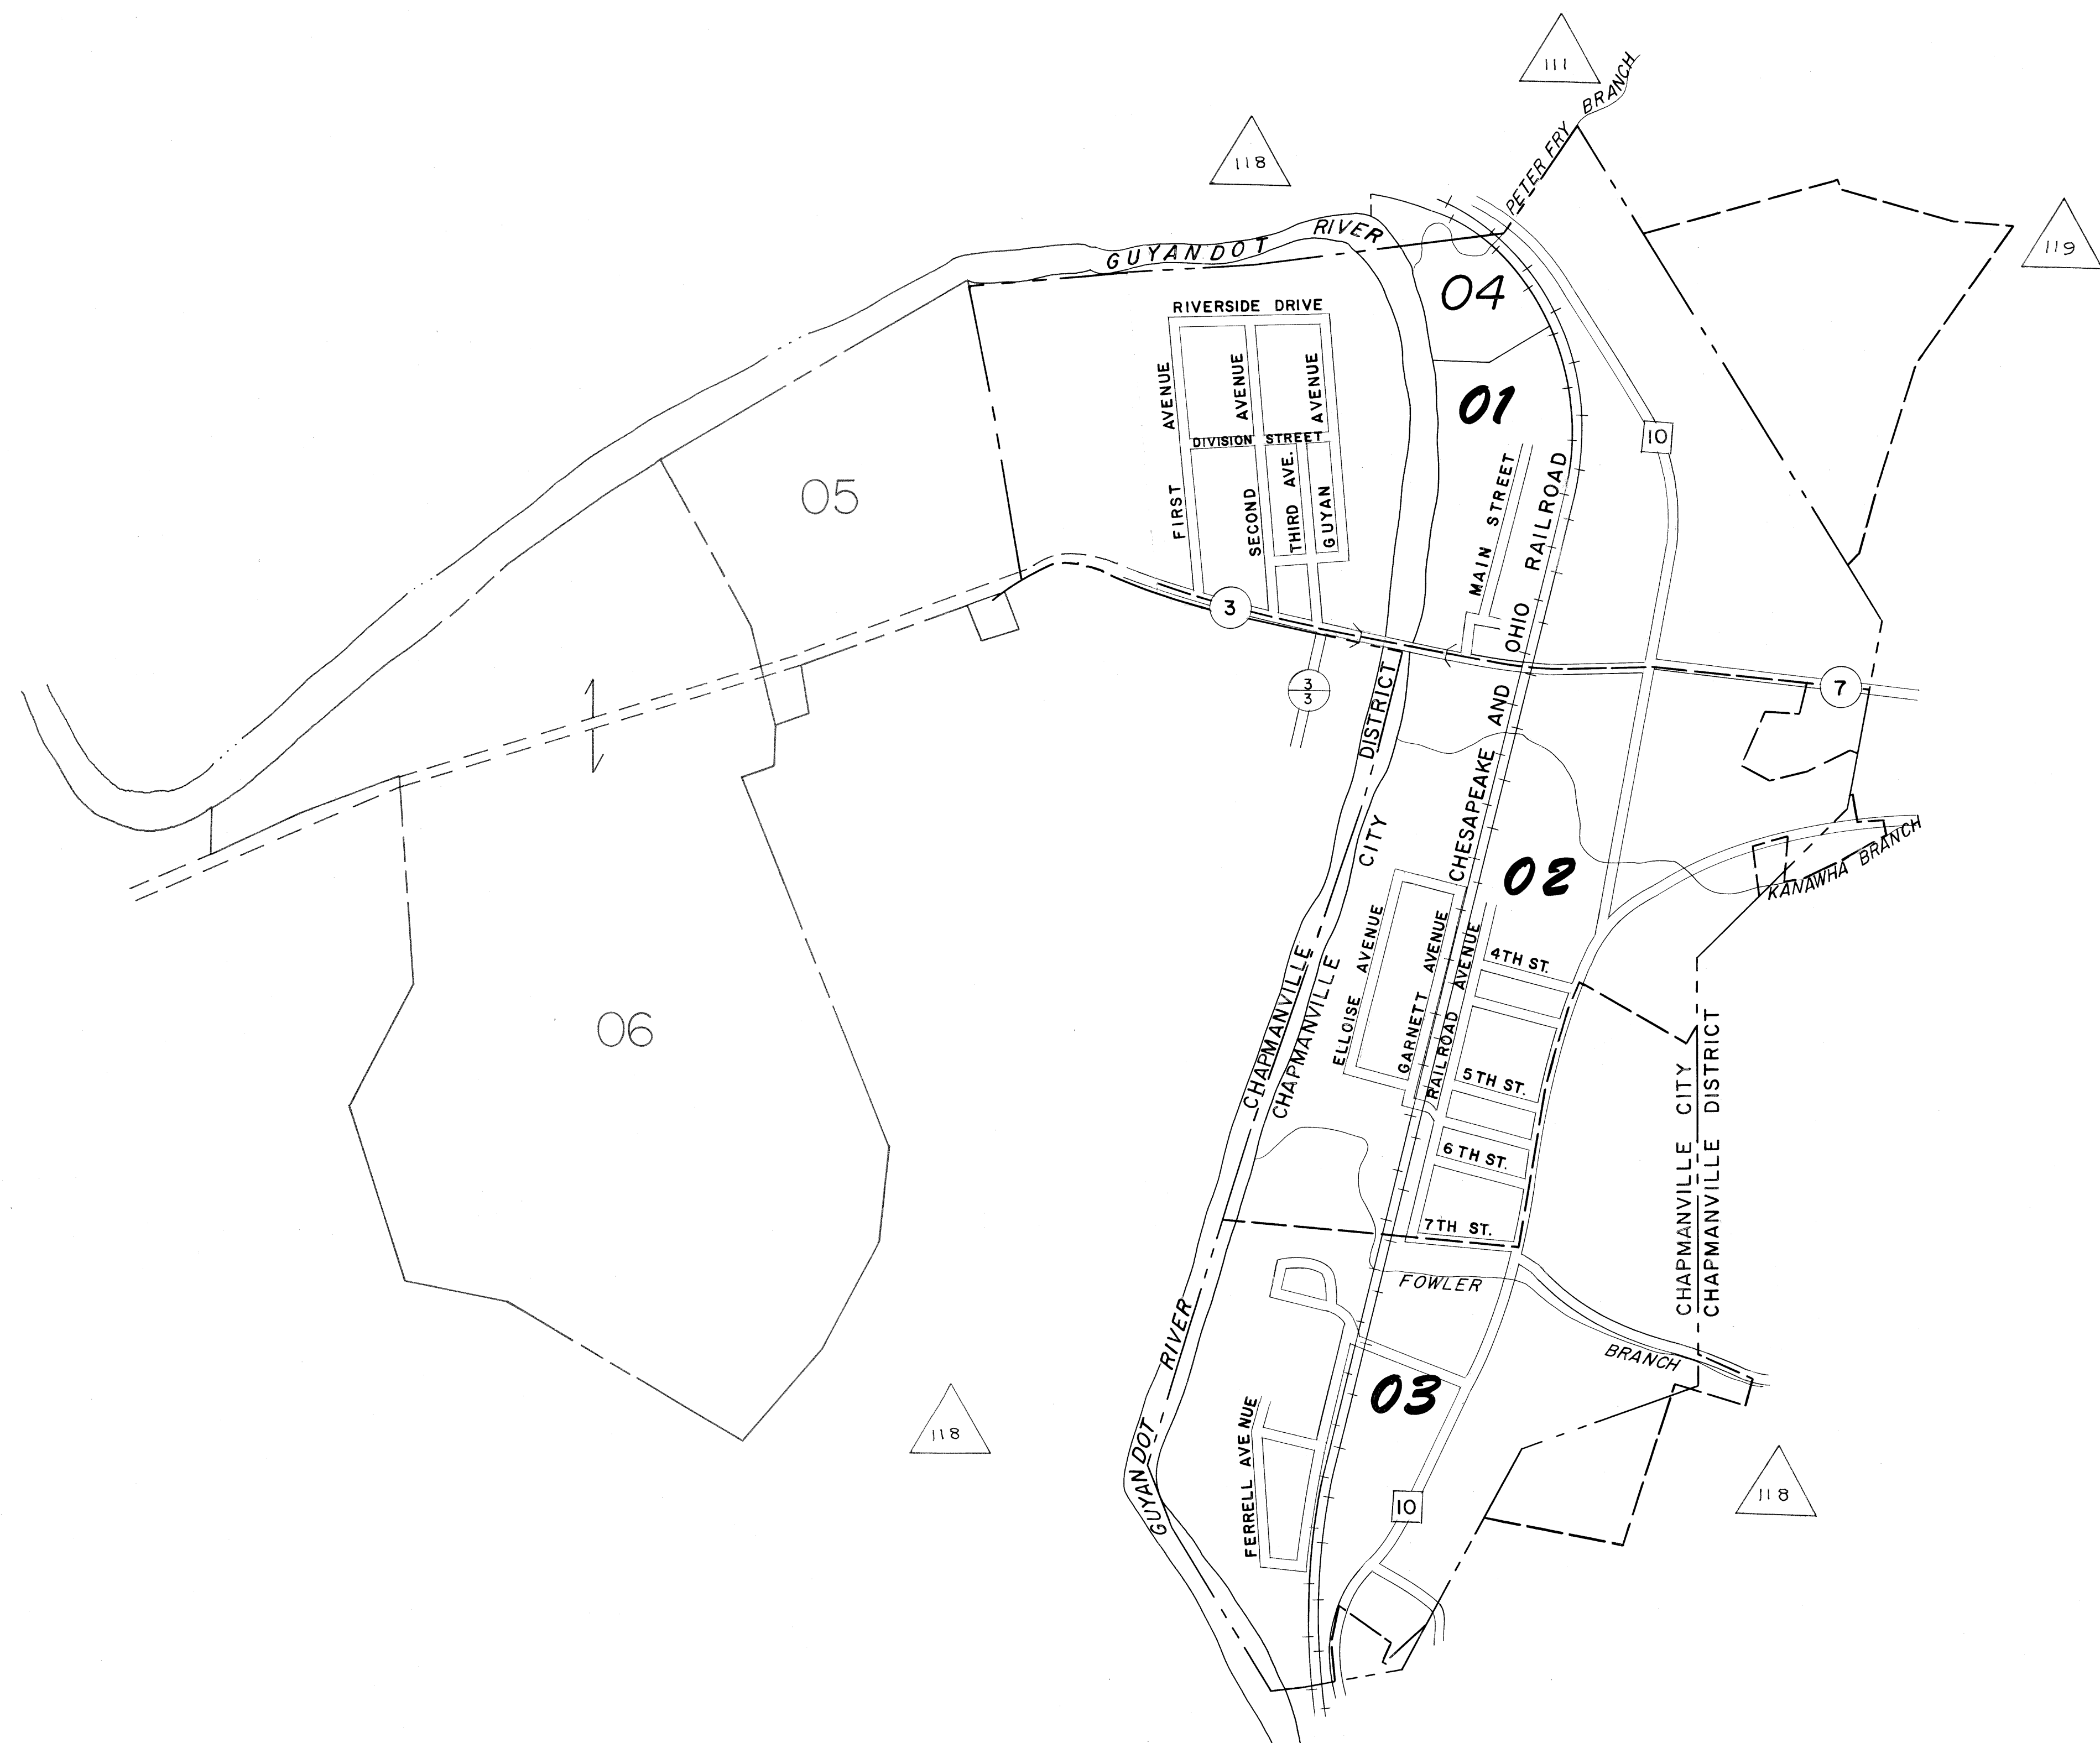 111
BRANCH
PETER FRY
118
119
GUYANDOT RIVER
04
RIVERSIDE DRIVE
FIRST AVENUE
SECOND AVENUE
GUYAN AVENUE
DIVISION STREET
THIRD AVE.
01
10
05
MAIN STREET
CHESAPEAKE AND OHIO RAILROAD
3
3
3
7
CHAPMANVILLE DISTRICT
CHAPMANVILLE CITY
02
KANAWHA BRANCH
ELLOISE AVENUE
GARNETT AVENUE
RAILROAD AVENUE
4TH ST.
06
5TH ST.
6TH ST.
7TH ST.
CHAPMANVILLE CITY
CHAPMANVILLE DISTRICT
FOWLER
BRANCH
GUYANDOT RIVER
03
FERRELL AVENUE
118
118
10